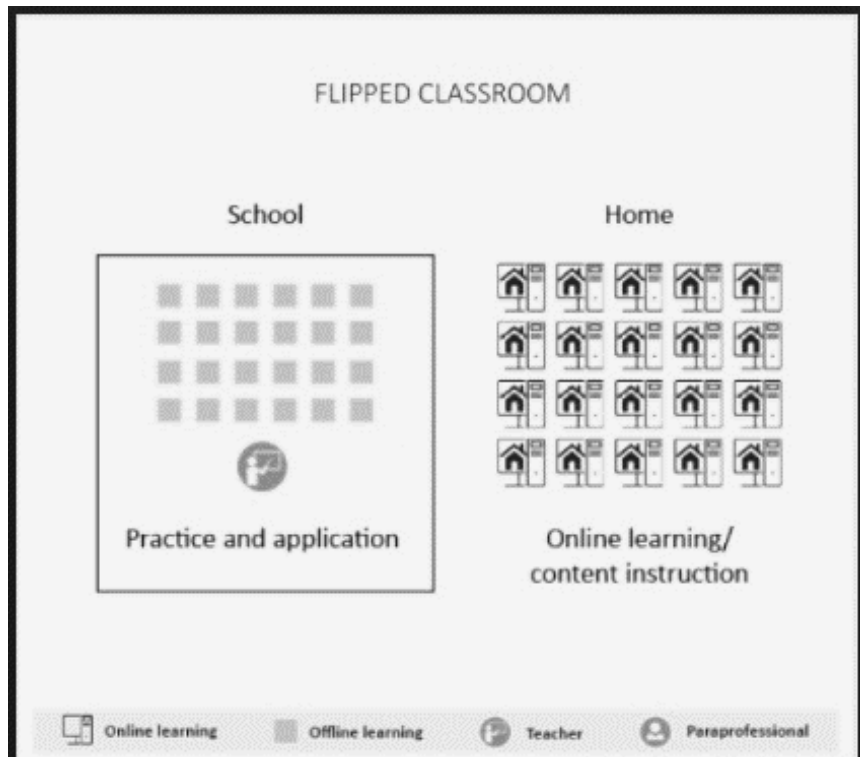 FLIPPED CLASSROOM
School
Home
Practice and application
Online learning/
content instruction
Online learning
Offline learning
Teacher
Paraprofessional